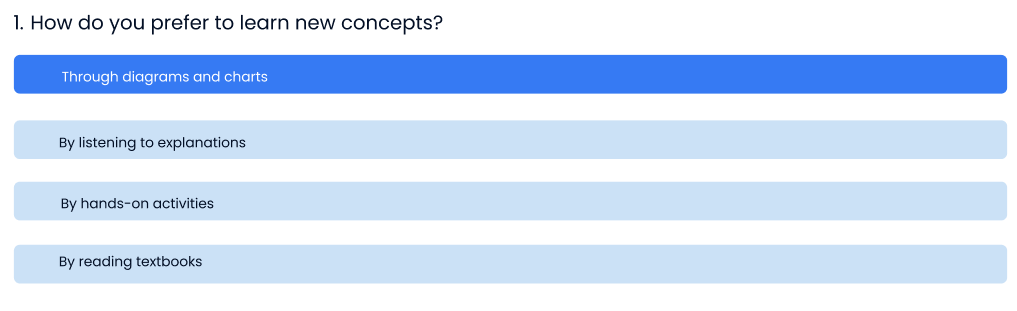 1. How do you prefer to learn new concepts?
Through diagrams and charts
By listening to explanations
By hands-on activities
By reading textbooks